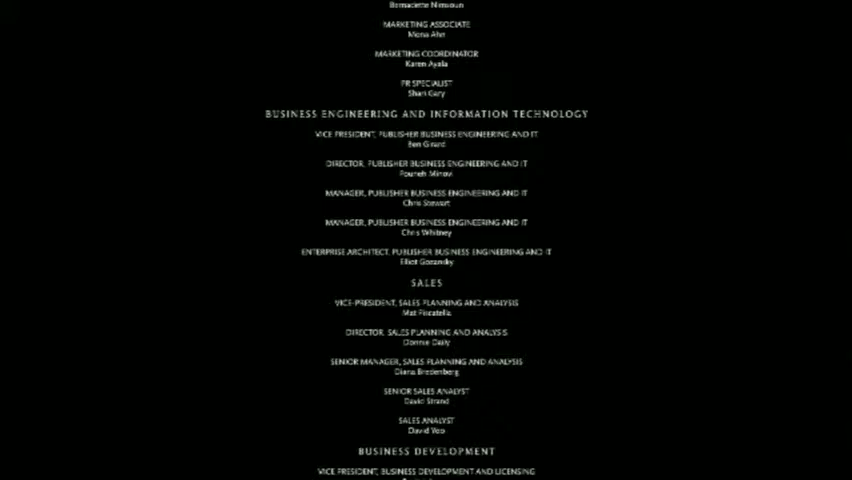 Bernadette
MARKETING ASSOCIATE
Mona Ahn
MARKETING COORDINATOR
Karen Ayala
PR SPECIALIST
Shari Gary
BUSINESS ENGINEERING AND INFORMATION TECHNOLOGY
VICE PRESIDENT, PUBLISHER BUSINESS ENGINEERING AND IT
Ben Girard
DIRECTOR, PUBLISHER BUSINESS ENGINEERING AND IT
Pouneh
MANAGER, PUBLISHER BUSINESS ENGINEERING AND IT
Chris Stewart
MANAGER, PUBLISHER BUSINESS ENGINEERING AND IT
Chris Whitney
ENTERPRISE ARCHITECT, PUBLISHER BUSINESS ENGINEERING AND IT
Elliot
SALES
VICE-PRESIDENT, SALES PLANNING AND ANALYSIS
Mat Piscatella
DIRECTOR, SALES PLANNING AND ANALYSIS
Donnie Daily
SENIOR MANAGER, SALES PLANNING AND ANALYSIS
Diana Bredenberg
SENIOR SALES ANALYST
David Strand
SALES ANALYST
David Yoo
BUSINESS DEVELOPMENT
VICE PRESIDENT, BUSINESS DEVELOPMENT AND LICENSING